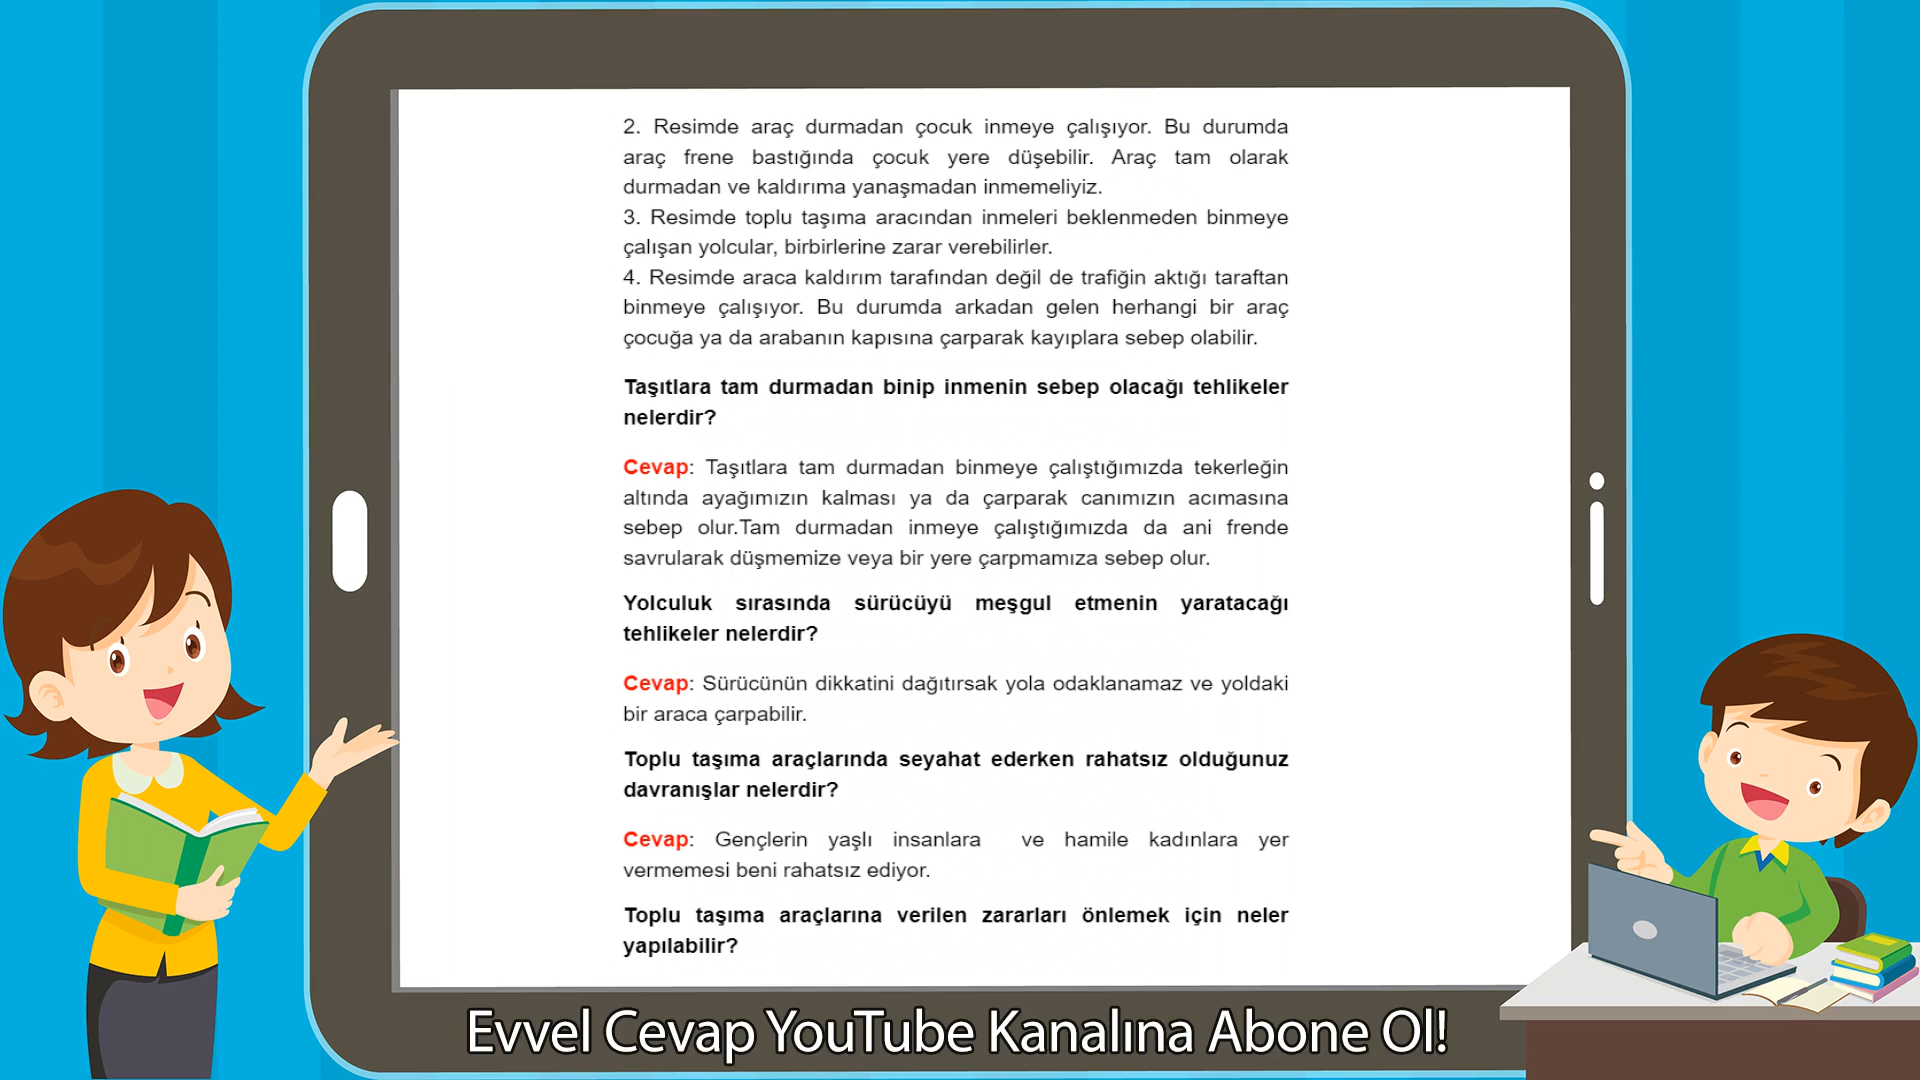 2. Resimde araç durmadan çocuk inmeye çalışıyor. Bu durumda
araç frene bastığında çocuk yere düşebilir. Araç tam olarak
durmadan ve kaldırıma yanaşmadan inmemeliyiz.
3. Resimde toplu taşıma aracından inmeleri beklenmeden binmeye
çalışan yolcular, birbirlerine zarar verebilirler.
4. Resimde araca kaldırım tarafından değil de trafiğin aktığı taraftan
binmeye çalışıyor. Bu durumda arkadan gelen herhangi bir araç
çocuğa ya da arabanın kapısına çarparak kayıplara sebep olabilir.
Taşıtlara tam durmadan binip inmenin sebep olacağı tehlikeler
nelerdir?
Cevap: Taşıtlara tam durmadan binmeye çalıştığımızda tekerleğin
altında ayağımızın kalması ya da çarparak canımızın acımasına
sebep olur.Tam durmadan inmeye çalıştığımızda da ani frende
savrularak düşmemize veya bir yere çarpmamıza sebep olur.
Yolculuk sırasında sürücüyü meşgul etmenin yaratacağı
tehlikeler nelerdir?
Cevap: Sürücünün dikkatini dağıtırsak yola odaklanamaz ve yoldaki
bir araca çarpabilir.
Toplu taşıma araçlarında seyahat ederken rahatsız olduğunuz
davranışlar nelerdir?
Cevap: Gençlerin yaşlı insanlara ve hamile kadınlara yer
vermemesi beni rahatsız ediyor.
Toplu taşıma araçlarına verilen zararları önlemek için neler
yapılabilir?
Evvel Cevap YouTube Kanalına Abone Ol!